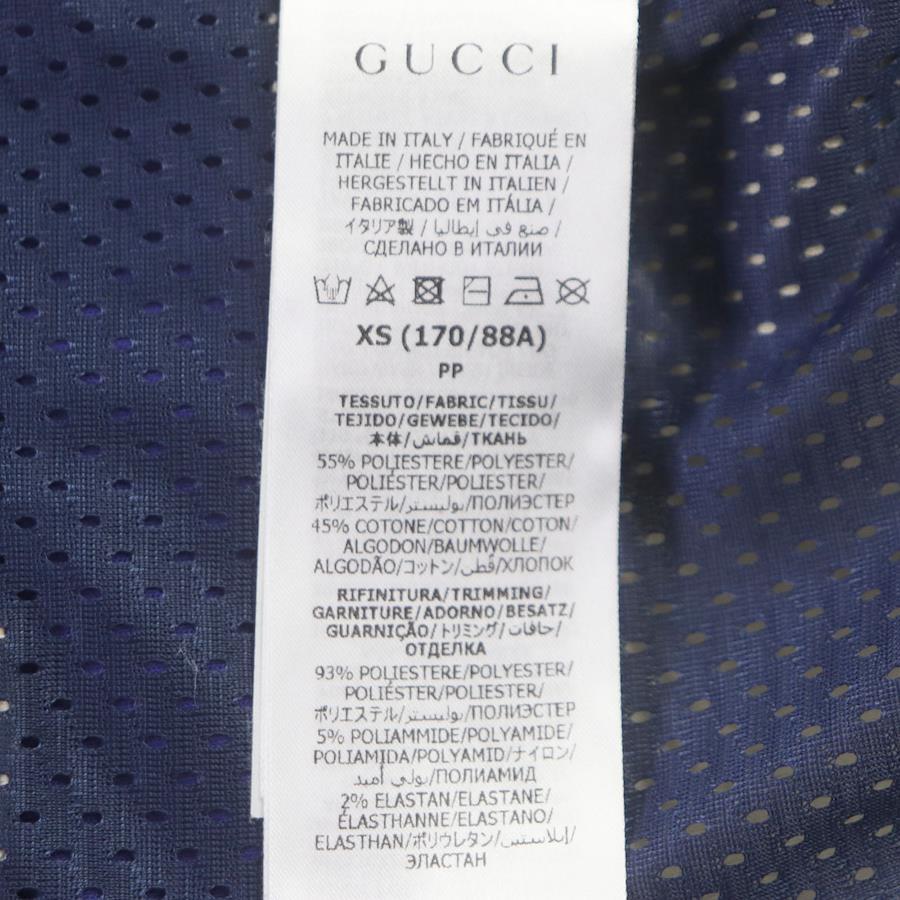 GUCCI
MADE IN ITALY / FABRIQUÉ EN
ITALIE / HECHO EN ITALIA /
HERGESTELLT IN ITALIEN /
FABRICADO EM ITÁLIA /
イタリア製 / صنع في إيطاليا /
СДЕЛАНО В ИТАЛИИ
XS (170/88A)
PP
TESSUTO/FABRIC/TISSU/
TEJIDO/GEWEBE/TECIDO/
本体/قماش/ТКАНЬ
55% POLIESTERE/POLYESTER/
POLIÉSTER/POLIESTER/
ポリエステル/بوليستر/ПОЛИЭСТЕР
45% COTONE/COTTON/COTON/
ALGODON/BAUMWOLLE/
ALGODÃO/コットン/قطن/ХЛОПОК
RIFINITURA/TRIMMING/
GARNITURE/ADORNO/BESATZ/
GUARNIÇÃO/トリミング/حافات/
ОТДЕЛКА
93% POLIESTERE/POLYESTER/
POLIÉSTER/POLIESTER/
ポリエステル/بوليستر/ПОЛИЭСТЕР
5% POLIAMMIDE/POLYAMIDE/
POLIAMIDA/POLYAMID/ナイロン/
بولي أميد/ПОЛИАМИД
2% ELASTAN/ELASTANE/
ÉLASTHANNE/ELASTANO/
ELASTHAN/ポリウレタン/إيلاستس/
ЭЛАСТАН